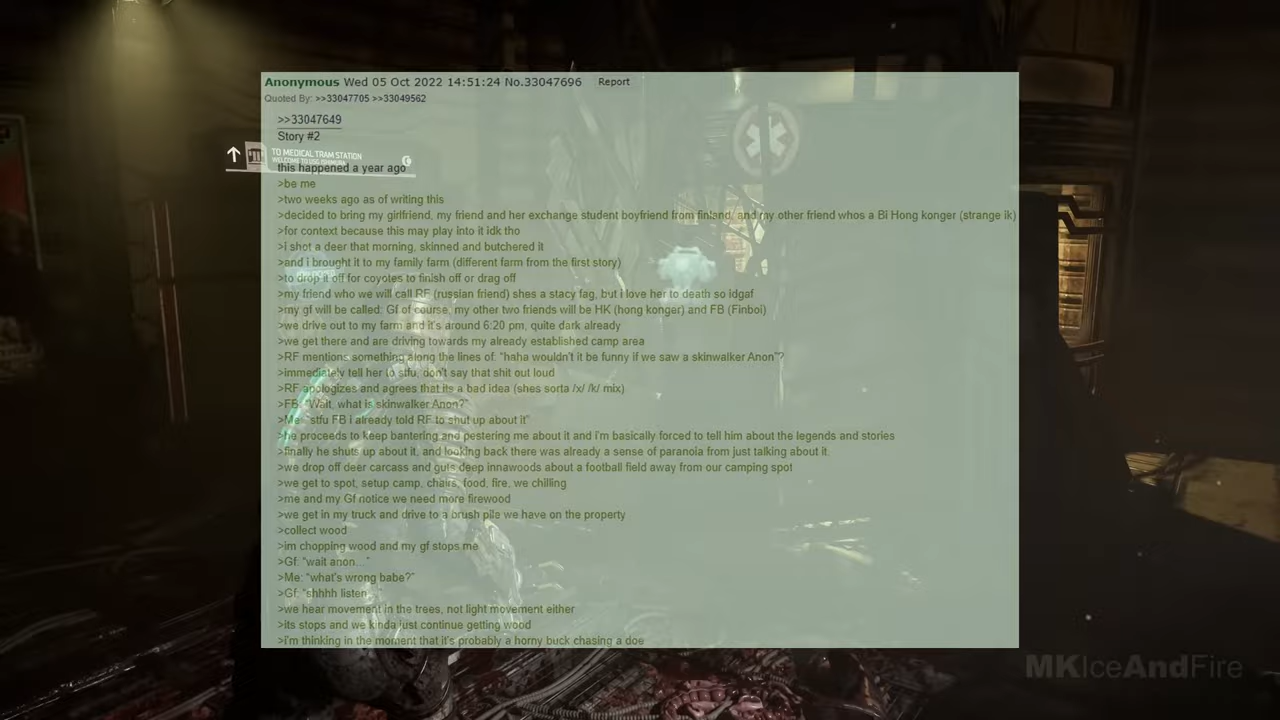 Anonymous Wed 05 Oct 2022 14:51:24 No.33047696 Report
Quoted By: >>33047705 >>33049562
>>33047649
Story #2
TO MEDICAL TRAM STATION
WELCOME TO USG ISHIMURA
this happened a year ago
>be me
>two weeks ago as of writing this
>decided to bring my girlfriend, my friend and her exchange student boyfriend from finland, and my other friend whos a Bi Hong konger (strange ik)
>for context because this may play into it idk tho
>i shot a deer that morning, skinned and butchered it
>and i brought it to my family farm (different farm from the first story)
>to drop it off for coyotes to finish off or drag off
>my friend who we will call RF (russian friend) shes a stacy fag, but i love her to death so idgaf
>my gf will be called: Gf of course, my other two friends will be HK (hong konger) and FB (Finboi)
>we drive out to my farm and it's around 6:20 pm, quite dark already
>we get there and are driving towards my already established camp area
>RF mentions something along the lines of: "haha wouldn't it be funny if we saw a skinwalker Anon"?
>immediately tell her to stfu, don't say that shit out loud
>RF apologizes and agrees that its a bad idea (shes sorta /x/ /k/ mix)
>FB: "Wait, what is skinwalker Anon?"
>Me: "stfu FB i already told RF to shut up about it"
>he proceeds to keep bantering and pestering me about it and i'm basically forced to tell him about the legends and stories
>finally he shuts up about it, and looking back there was already a sense of paranoia from just talking about it.
>we drop off deer carcass and guts deep innawoods about a football field away from our camping spot
>we get to spot, setup camp, chairs, food, fire, we chilling
>me and my Gf notice we need more firewood
>we get in my truck and drive to a brush pile we have on the property
>collect wood
>im chopping wood and my gf stops me
>Gf: "wait anon..."
>Me: "what's wrong babe?"
>Gf: "shhhh listen..."
>we hear movement in the trees, not light movement either
>its stops and we kinda just continue getting wood
>i'm thinking in the moment that it's probably a horny buck chasing a doe
MKIceAndFire